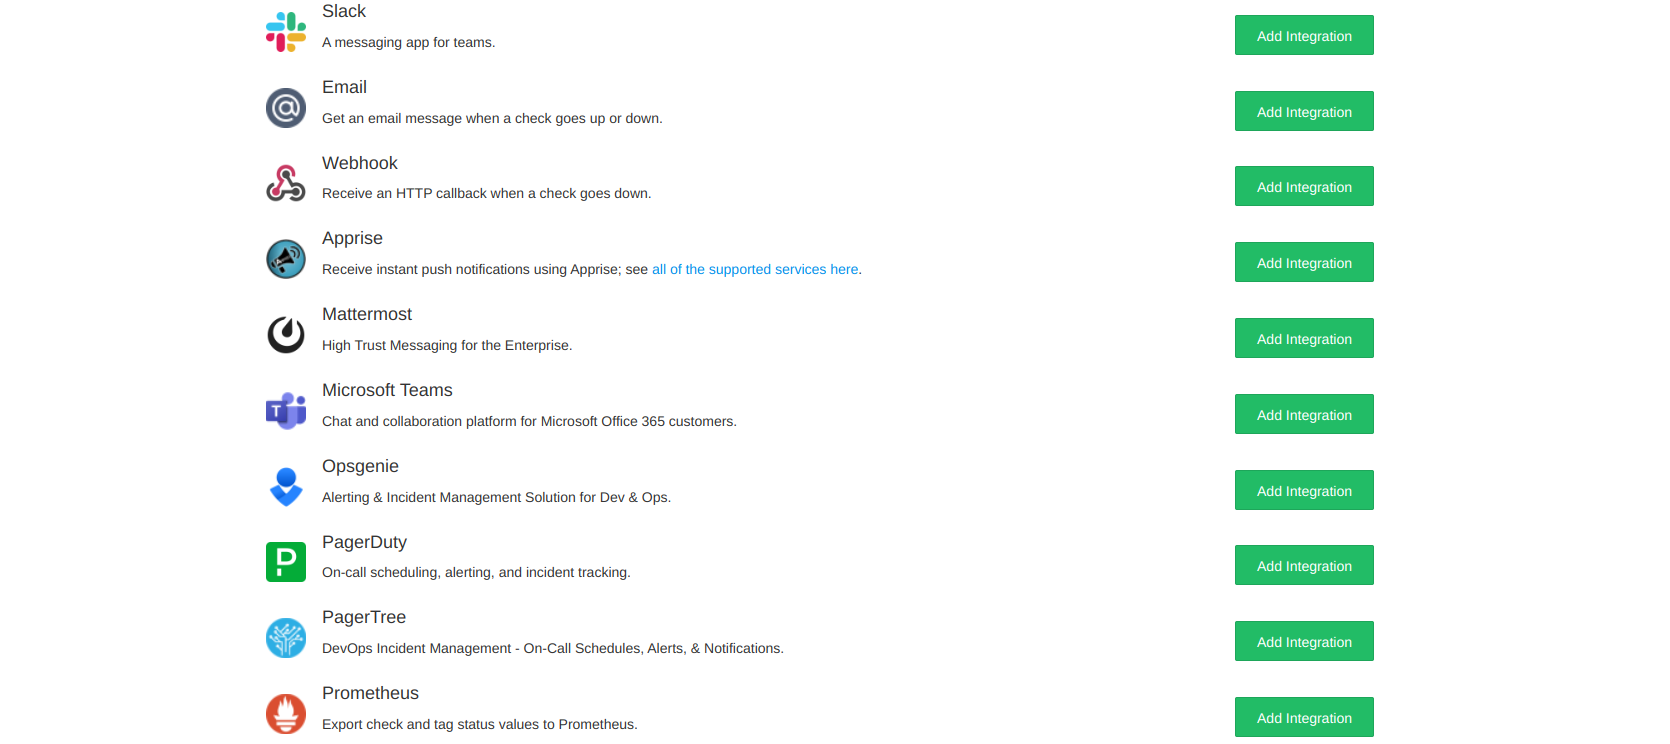 Slack
A messaging app for teams.
Add Integration
Email
Get an email message when a check goes up or down.
Add Integration
Webhook
Receive an HTTP callback when a check goes down.
Add Integration
Apprise
Receive instant push notifications using Apprise; see all of the supported services here.
Add Integration
Mattermost
High Trust Messaging for the Enterprise.
Add Integration
Microsoft Teams
Chat and collaboration platform for Microsoft Office 365 customers.
Add Integration
Opsgenie
Alerting & Incident Management Solution for Dev & Ops.
Add Integration
PagerDuty
On-call scheduling, alerting, and incident tracking.
Add Integration
PagerTree
DevOps Incident Management - On-Call Schedules, Alerts, & Notifications.
Add Integration
Prometheus
Export check and tag status values to Prometheus.
Add Integration